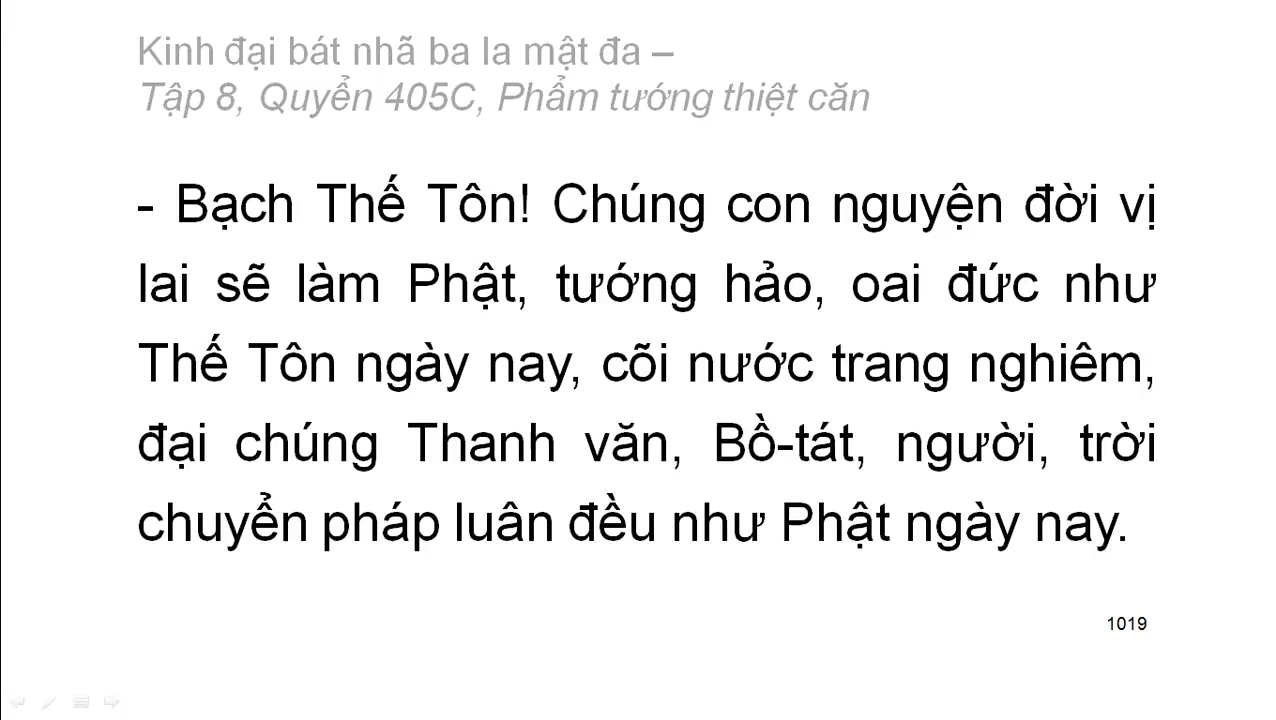 Kinh đại bát nhã ba la mật đa –
Tập 8, Quyển 405C, Phẩm tướng thiệt căn
- Bạch Thế Tôn! Chúng con nguyện đời vị
lai sẽ làm Phật, tướng hảo, oai đức như
Thế Tôn ngày nay, cõi nước trang nghiêm,
đại chúng Thanh văn, Bồ-tát, người, trời
chuyển pháp luân đều như Phật ngày nay.
1019